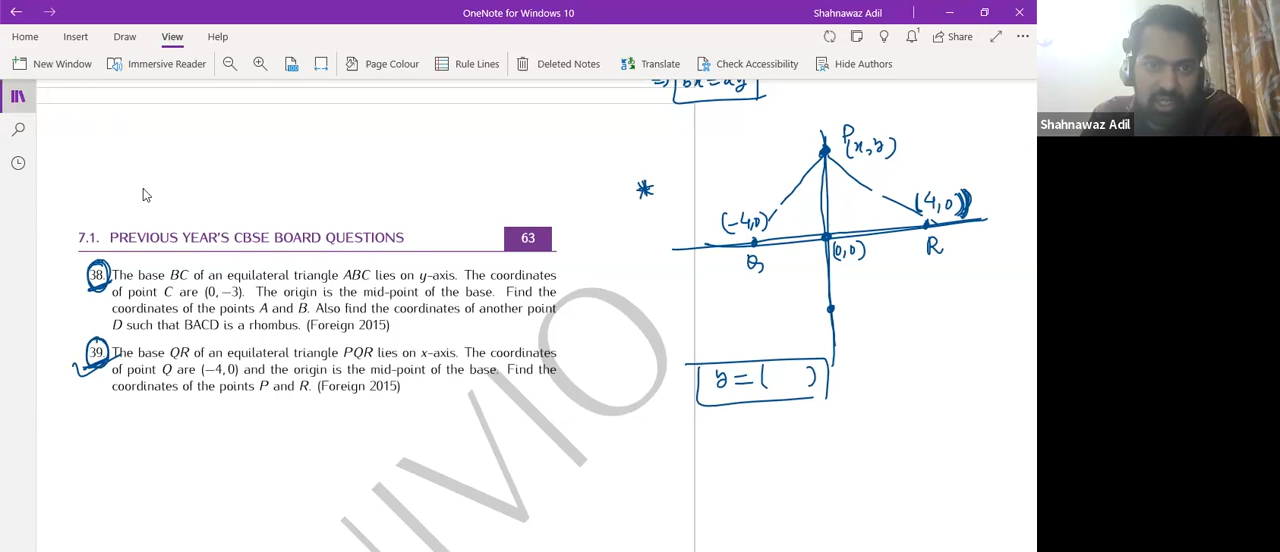 OneNote for Windows 10
Shahnawaz Adil
Home Insert Draw View Help
Share
New Window Immersive Reader Page Colour Rule Lines Deleted Notes Translate Check Accessibility Hide Authors
Shahnawaz Adil
P(x,y)
*
(-4,0)
(4,0)
(0,0)
Q
R
7.1. PREVIOUS YEAR'S CBSE BOARD QUESTIONS 63
38. The base BC of an equilateral triangle ABC lies on y-axis. The coordinates
of point C are (0, −3). The origin is the mid-point of the base. Find the
coordinates of the points A and B. Also find the coordinates of another point
D such that BACD is a rhombus. (Foreign 2015)
39. The base QR of an equilateral triangle PQR lies on x-axis. The coordinates
of point Q are (−4, 0) and the origin is the mid-point of the base. Find the
coordinates of the points P and R. (Foreign 2015)
y = ( )